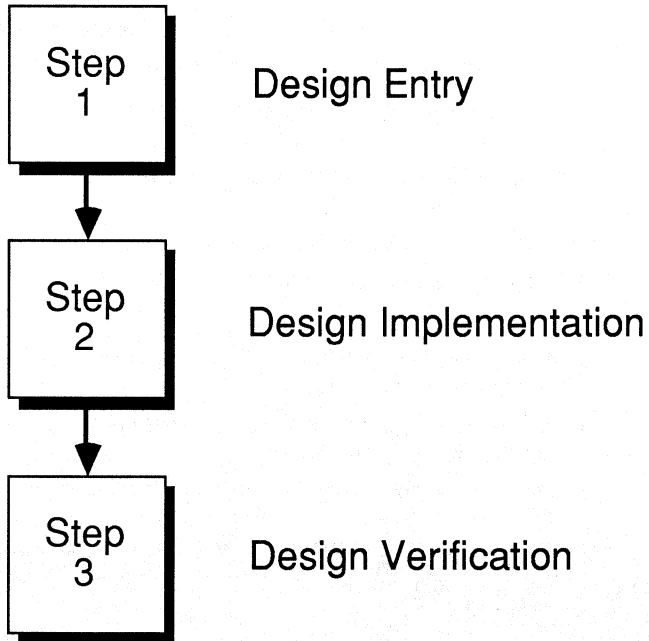 Step
1
Design Entry
Step
2
Design Implementation
Step
3
Design Verification